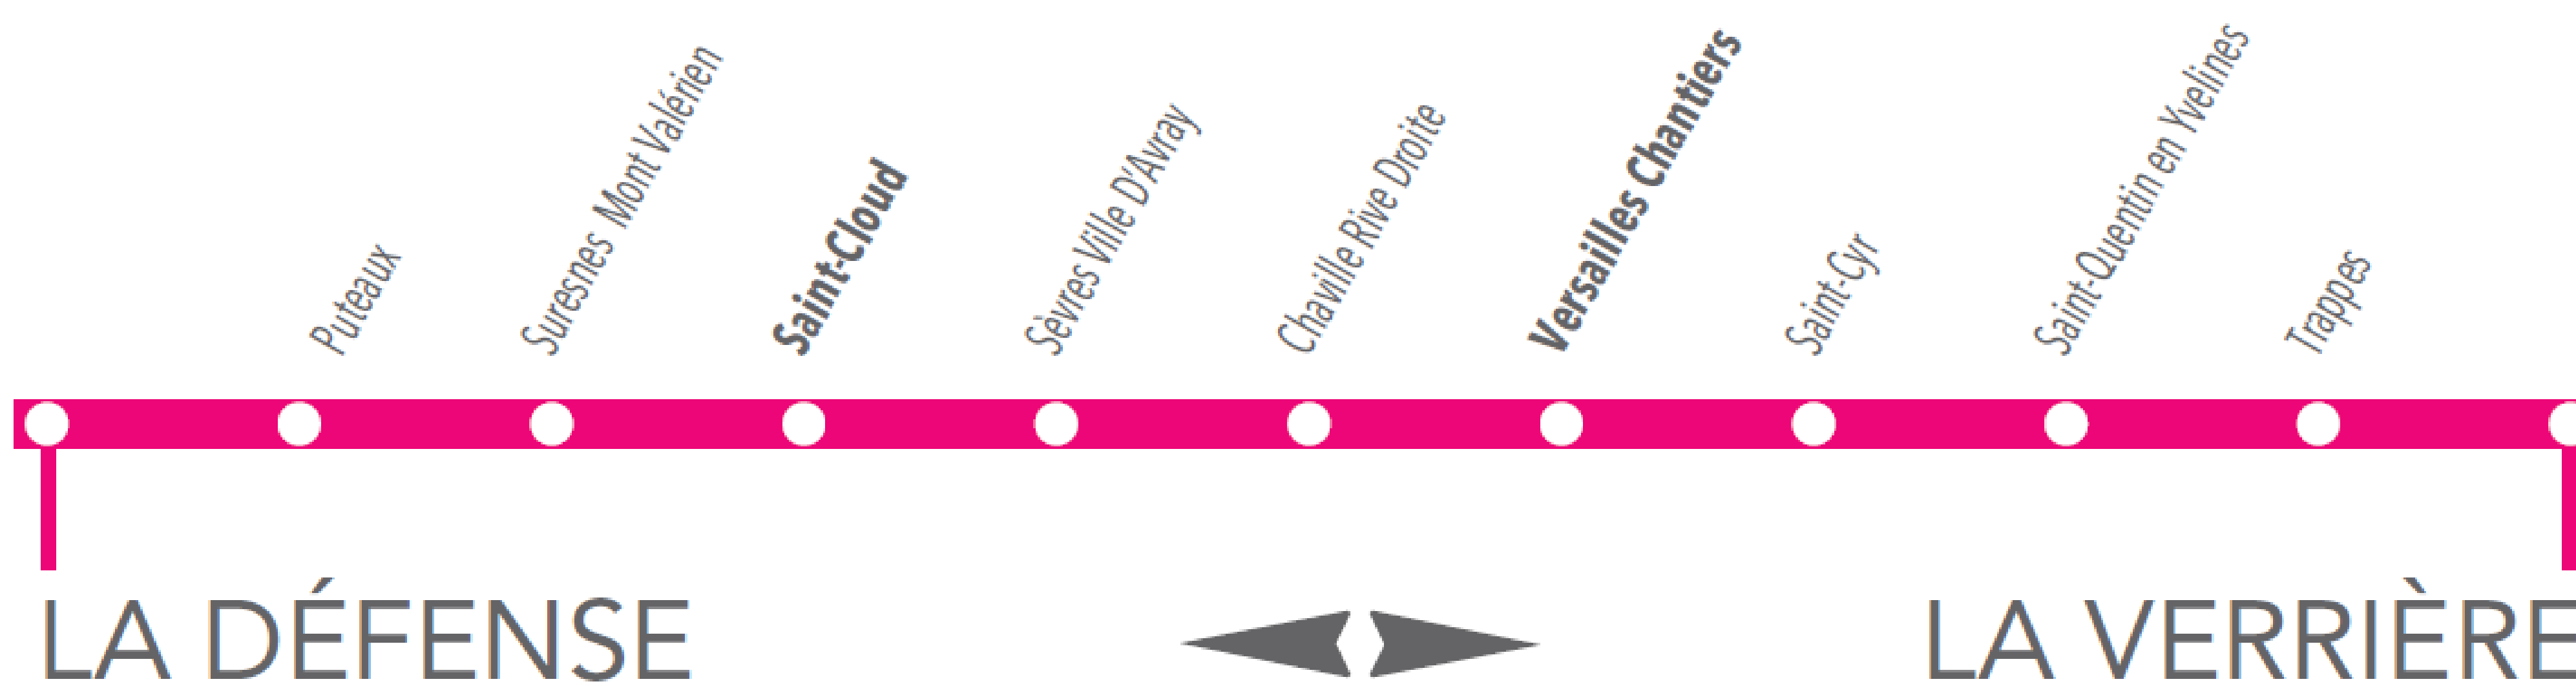 Puteaux
Suresnes Mont Valérien
Saint-Cloud
Sèvres Ville D'Avray
Chaville Rive Droite
Versailles Chantiers
Saint-Cyr
Saint-Quentin en Yvelines
Trappes
LA DÉFENSE
LA VERRIÈRE